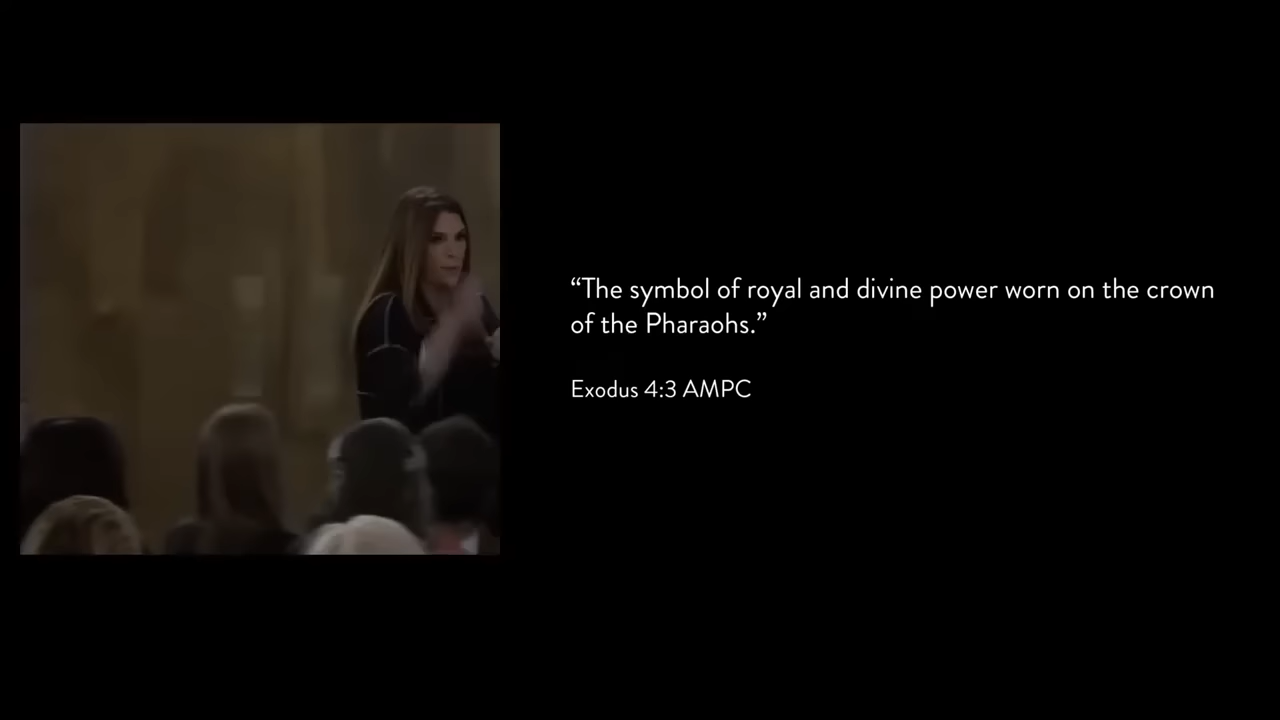 “The symbol of royal and divine power worn on the crown
of the Pharaohs.”
Exodus 4:3 AMPC